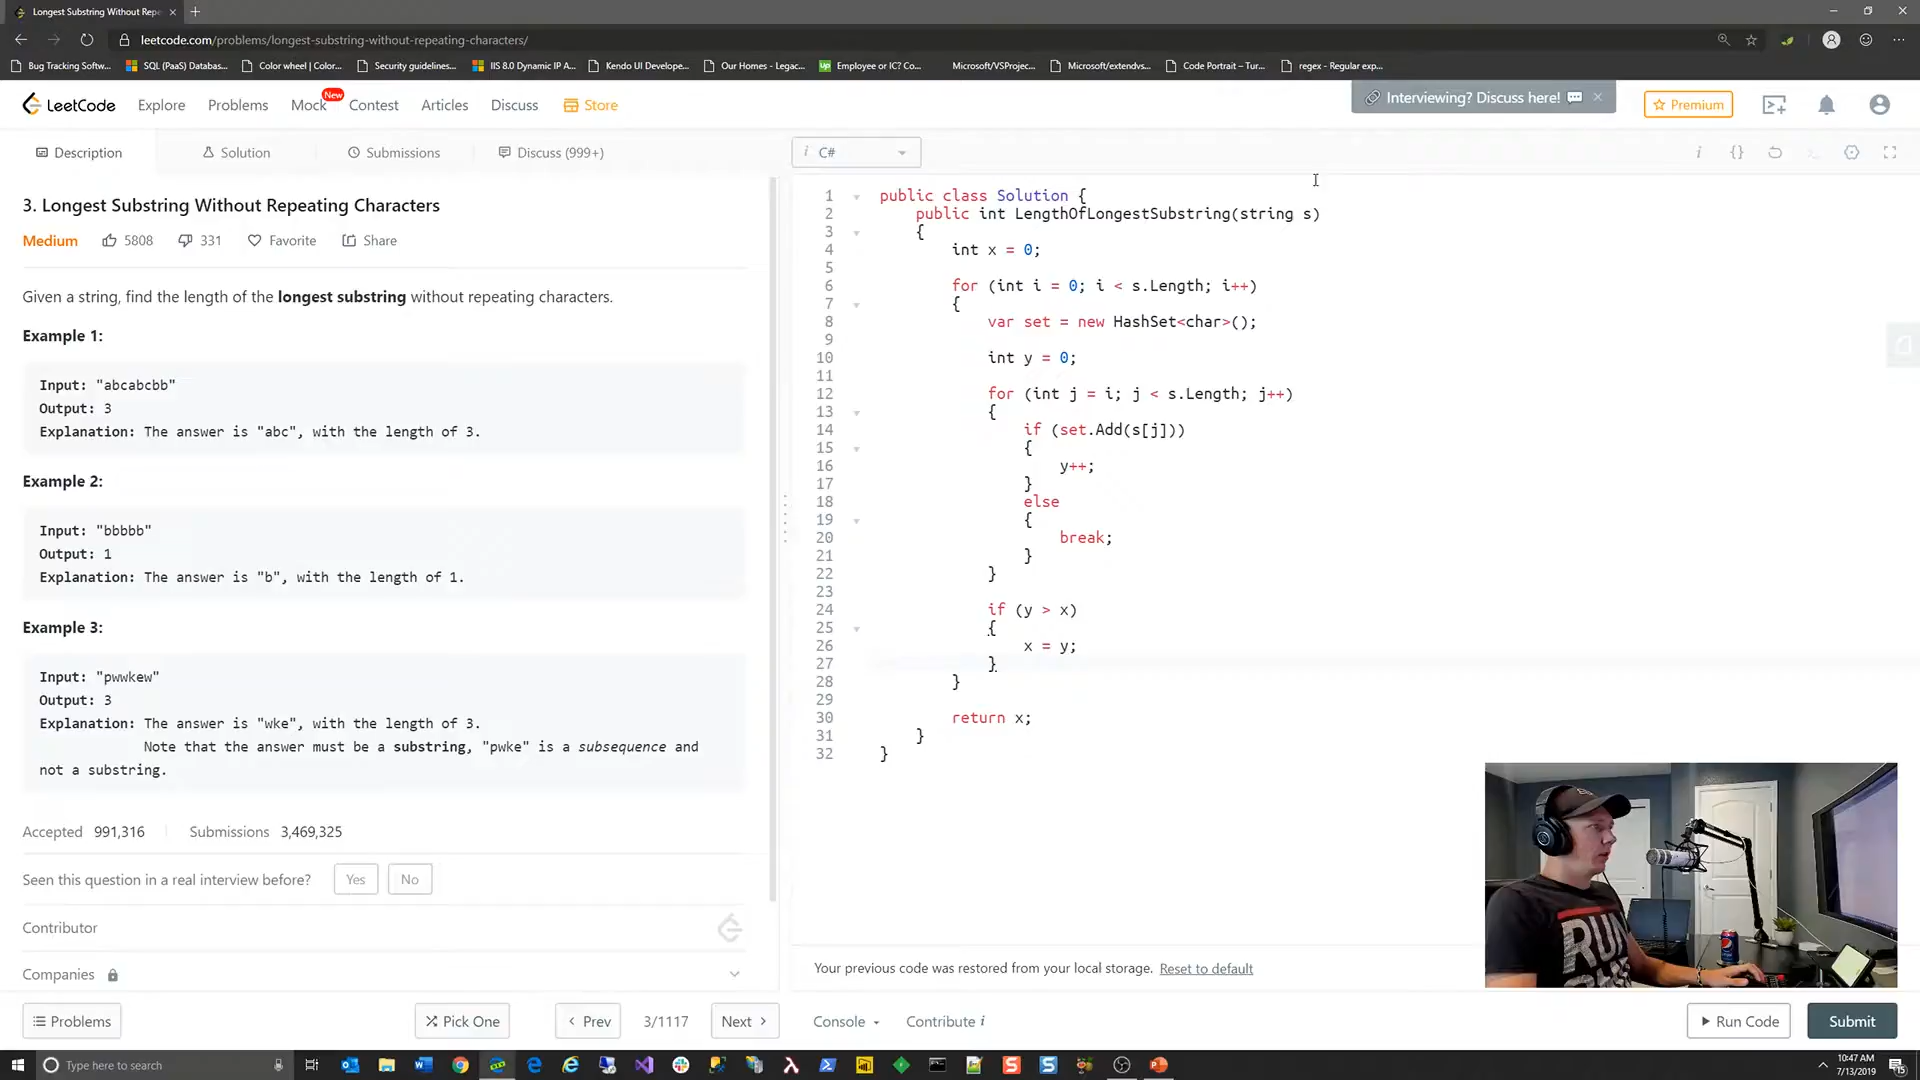 Longest Substring Without Repe
leetcode.com/problems/longest-substring-without-repeating-characters/
Bug Tracking Softw...
SQL (PaaS) Databas...
Color wheel | Color...
Security guidelines...
IIS 8.0 Dynamic IP A...
Kendo UI Develope...
Our Homes - Legac...
Employee or IC? Co...
Microsoft/VSProjec...
Microsoft/extendvs...
Code Portrait – Tur...
regex - Regular exp...
LeetCode
Explore
Problems
Mock
New
Contest
Articles
Discuss
Store
Interviewing? Discuss here!
Premium
Description
Solution
Submissions
Discuss (999+)
C#
3. Longest Substring Without Repeating Characters
Medium 5808 331 Favorite Share
Given a string, find the length of the longest substring without repeating characters.
Example 1:
Input: "abcabcbb"
Output: 3
Explanation: The answer is "abc", with the length of 3.
Example 2:
Input: "bbbbb"
Output: 1
Explanation: The answer is "b", with the length of 1.
Example 3:
Input: "pwwkew"
Output: 3
Explanation: The answer is "wke", with the length of 3.
Note that the answer must be a substring, "pwke" is a subsequence and
not a substring.
Accepted 991,316 Submissions 3,469,325
Seen this question in a real interview before? Yes No
Contributor
Companies
1 public class Solution {
2 public int LengthOfLongestSubstring(string s)
3 {
4 int x = 0;
5
6 for (int i = 0; i < s.Length; i++)
7 {
8 var set = new HashSet<char>();
9
10 int y = 0;
11
12 for (int j = i; j < s.Length; j++)
13 {
14 if (set.Add(s[j]))
15 {
16 y++;
17 }
18 else
19 {
20 break;
21 }
22 }
23
24 if (y > x)
25 {
26 x = y;
27 }
28 }
29
30 return x;
31 }
32 }
Your previous code was restored from your local storage. Reset to default
Problems
Pick One
Prev
3/1117
Next
Console
Contribute i
Run Code
Submit
Type here to search
10:47 AM
7/13/2019